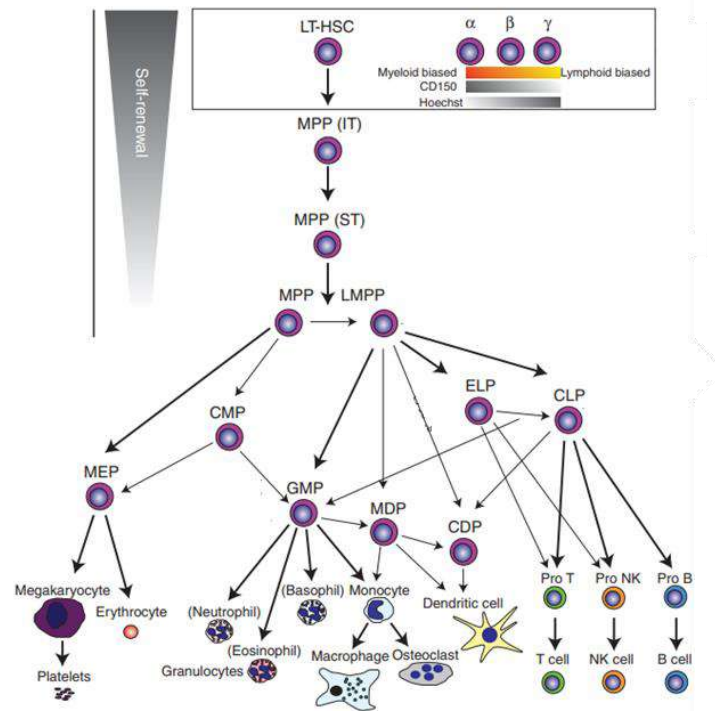 LT-HSC
α β γ
Myeloid biased Lymphoid biased
CD150
Hoechst
Self-renewal
MPP (IT)
MPP (ST)
MPP LMPP
ELP
CLP
CMP
MEP
GMP
MDP
CDP
Megakaryocyte
Erythrocyte
(Neutrophil)
(Basophil)
Monocyte
Dendritic cell
Pro T Pro NK Pro B
(Eosinophil)
Granulocytes
Macrophage
Osteoclast
Platelets
T cell NK cell B cell